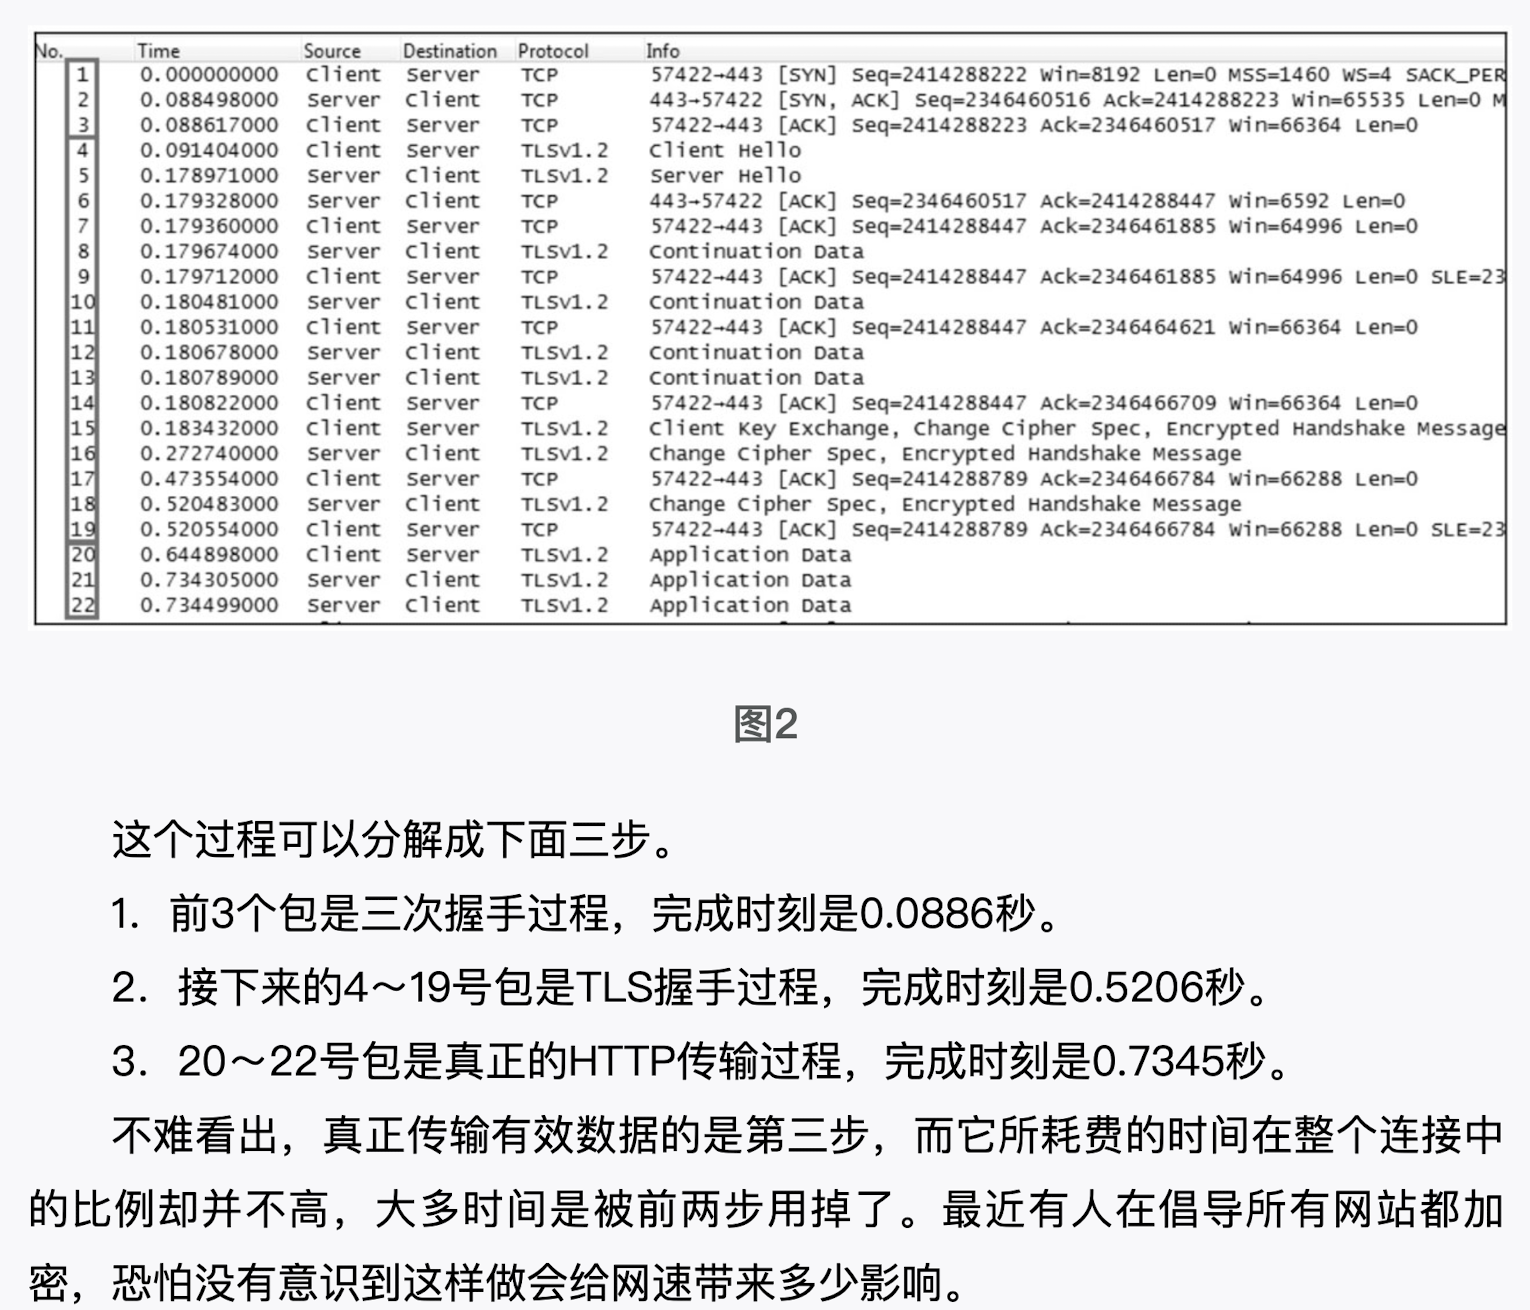 No. Time Source Destination Protocol Info
1 0.000000000 Client Server TCP 57422→443 [SYN] Seq=2414288222 Win=8192 Len=0 MSS=1460 WS=4 SACK_PER
2 0.088498000 Server Client TCP 443→57422 [SYN, ACK] Seq=2346460516 Ack=2414288223 Win=65535 Len=0 M
3 0.088617000 Client Server TCP 57422→443 [ACK] Seq=2414288223 Ack=2346460517 Win=66364 Len=0
4 0.091404000 Client Server TLSv1.2 Client Hello
5 0.178971000 Server Client TLSv1.2 Server Hello
6 0.179328000 Server Client TCP 443→57422 [ACK] Seq=2346460517 Ack=2414288447 Win=6592 Len=0
7 0.179360000 Client Server TCP 57422→443 [ACK] Seq=2414288447 Ack=2346461885 Win=64996 Len=0
8 0.179674000 Server Client TLSv1.2 Continuation Data
9 0.179712000 Client Server TCP 57422→443 [ACK] Seq=2414288447 Ack=2346461885 Win=64996 Len=0 SLE=23
10 0.180481000 Server Client TLSv1.2 Continuation Data
11 0.180531000 Client Server TCP 57422→443 [ACK] Seq=2414288447 Ack=2346464621 Win=66364 Len=0
12 0.180678000 Server Client TLSv1.2 Continuation Data
13 0.180789000 Server Client TLSv1.2 Continuation Data
14 0.180822000 Client Server TCP 57422→443 [ACK] Seq=2414288447 Ack=2346466709 Win=66364 Len=0
15 0.183432000 Client Server TLSv1.2 Client Key Exchange, Change Cipher Spec, Encrypted Handshake Message
16 0.272740000 Server Client TLSv1.2 Change Cipher Spec, Encrypted Handshake Message
17 0.473554000 Client Server TCP 57422→443 [ACK] Seq=2414288789 Ack=2346466784 Win=66288 Len=0
18 0.520483000 Server Client TLSv1.2 Change Cipher Spec, Encrypted Handshake Message
19 0.520554000 Client Server TCP 57422→443 [ACK] Seq=2414288789 Ack=2346466784 Win=66288 Len=0 SLE=23
20 0.644898000 Client Server TLSv1.2 Application Data
21 0.734305000 Server Client TLSv1.2 Application Data
22 0.734499000 Server Client TLSv1.2 Application Data
图2
这个过程可以分解成下面三步。
1. 前3个包是三次握手过程，完成时刻是0.0886秒。
2. 接下来的4～19号包是TLS握手过程，完成时刻是0.5206秒。
3. 20～22号包是真正的HTTP传输过程，完成时刻是0.7345秒。
不难看出，真正传输有效数据的是第三步，而它所耗费的时间在整个连接中
的比例却并不高，大多时间是被前两步用掉了。最近有人在倡导所有网站都加
密，恐怕没有意识到这样做会给网速带来多少影响。